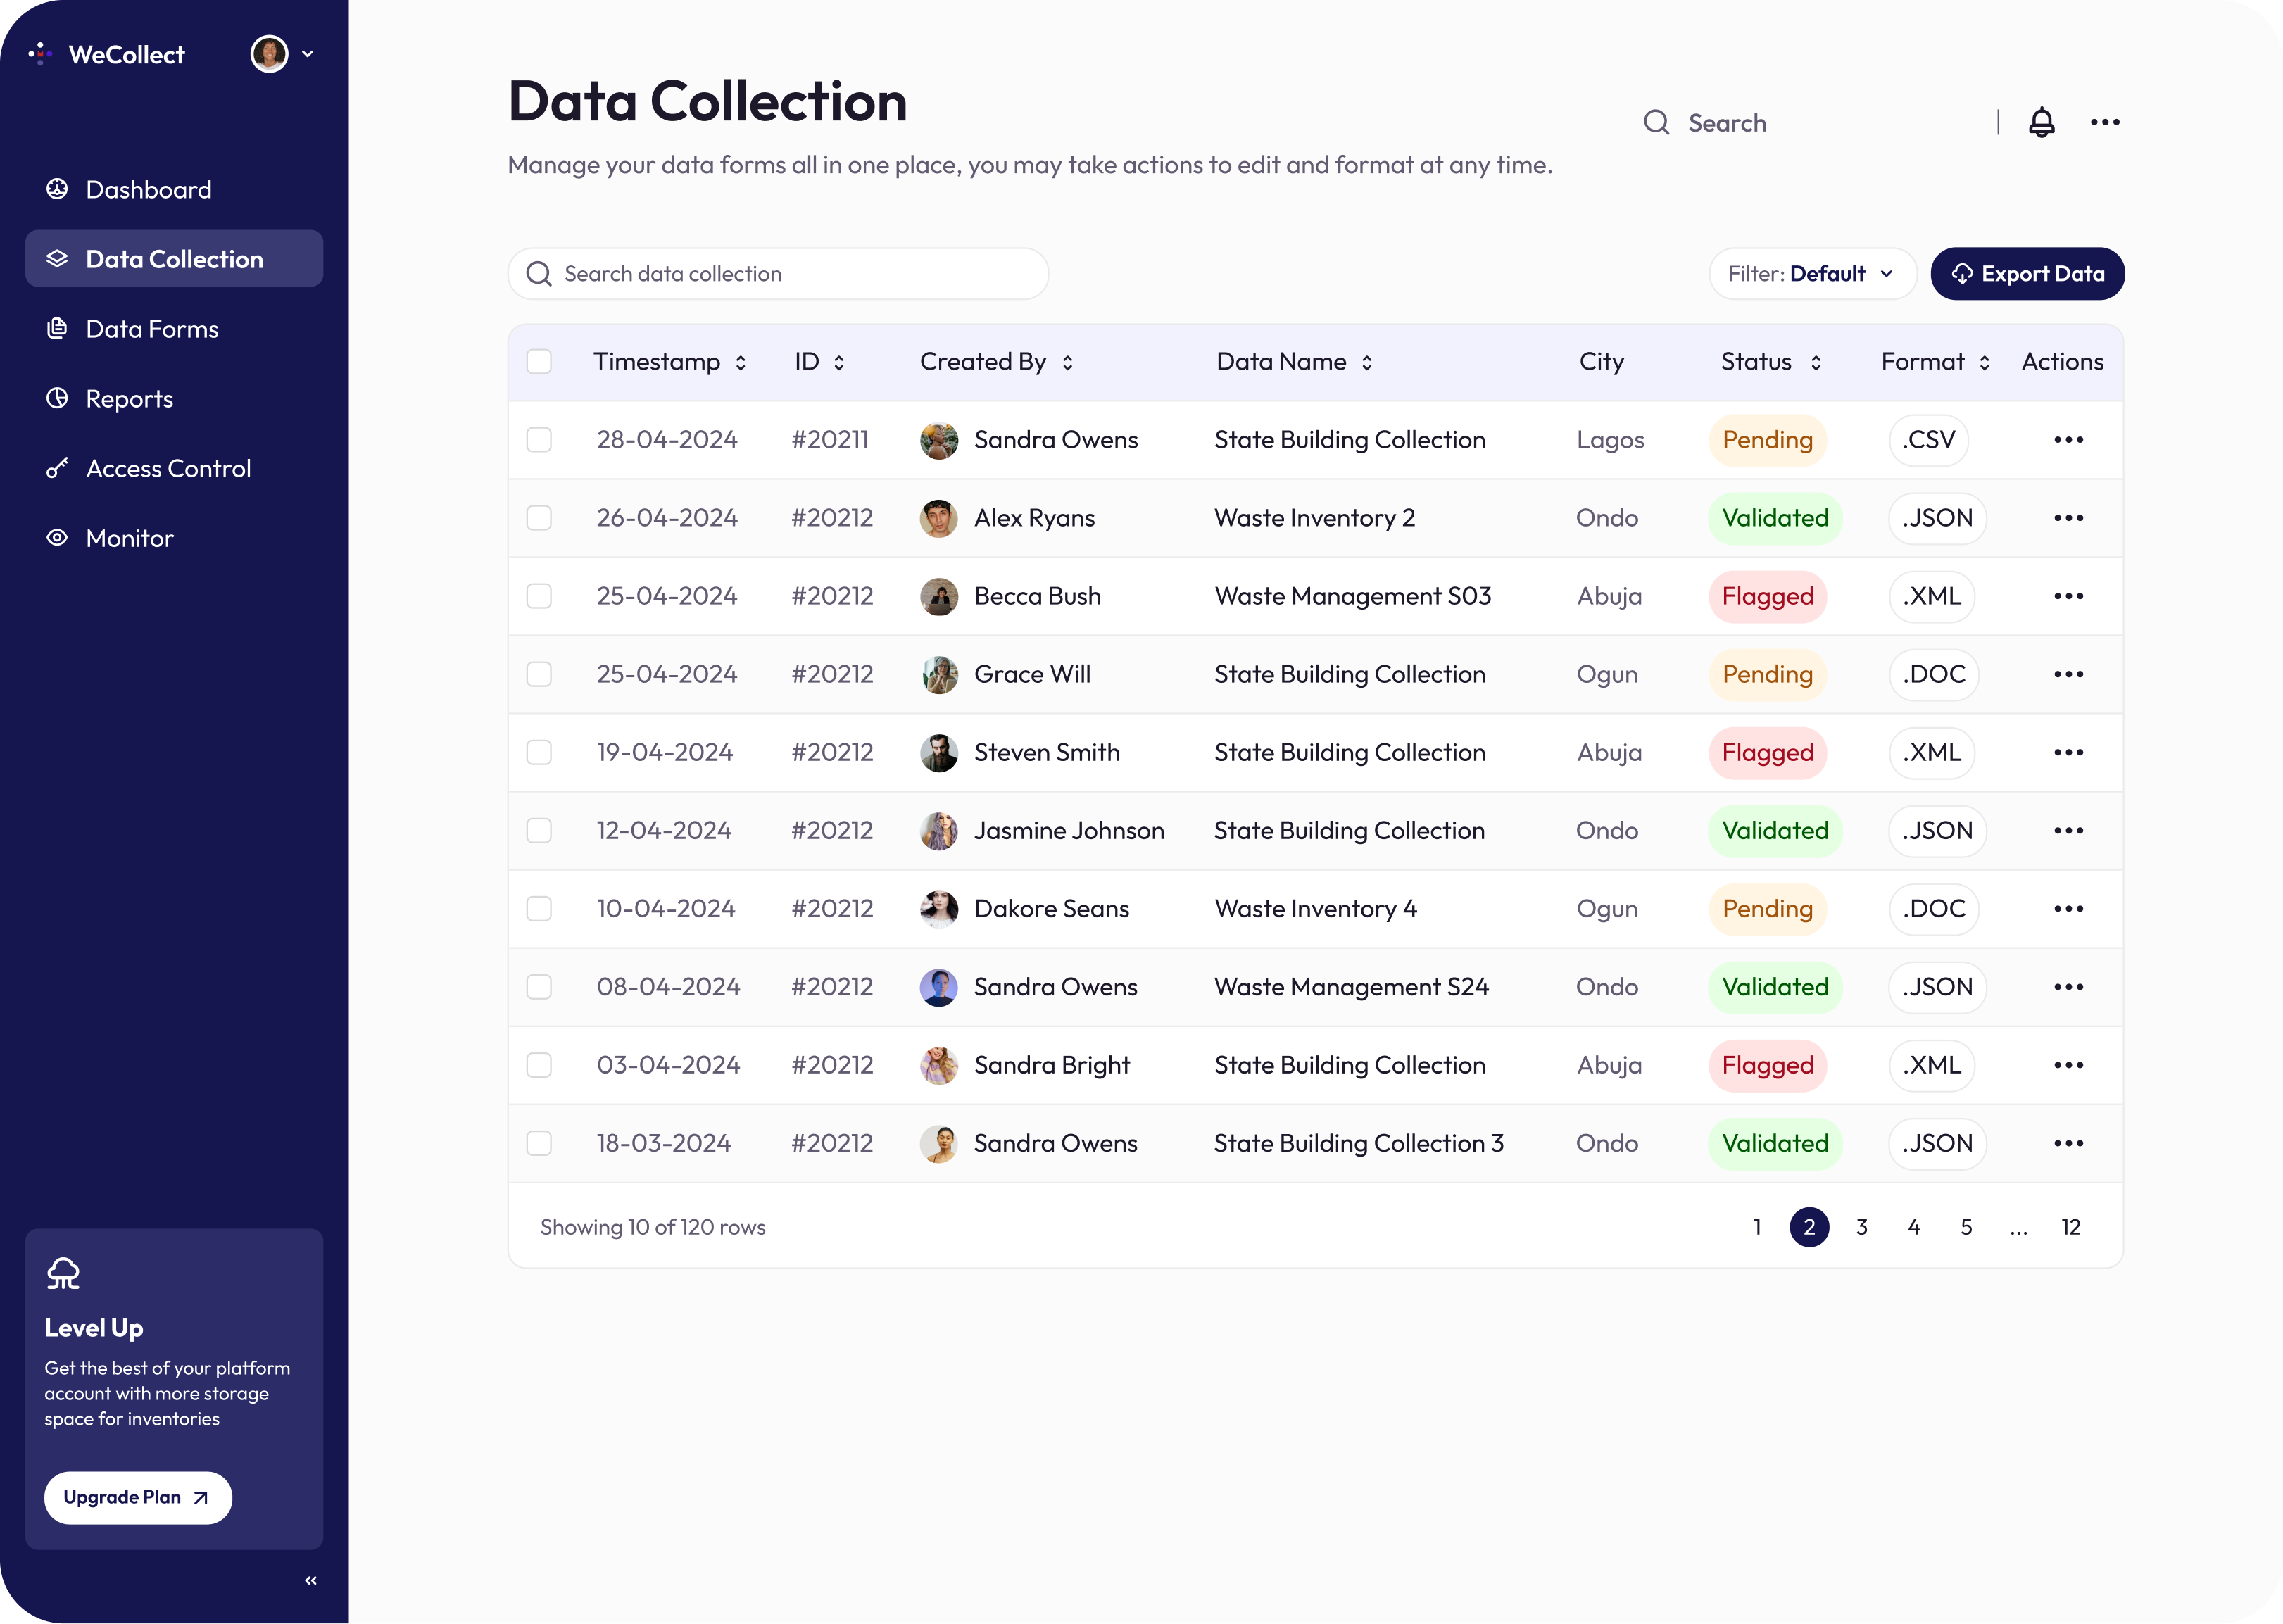 WeCollect
Dashboard
Data Collection
Data Forms
Reports
Access Control
Monitor
Level Up
Get the best of your platform
account with more storage
space for inventories
Upgrade Plan
Data Collection
Manage your data forms all in one place, you may take actions to edit and format at any time.
Search
Search data collection
Filter: Default
Export Data
Timestamp ID Created By Data Name City Status Format Actions
28-04-2024 #20211 Sandra Owens State Building Collection Lagos Pending .CSV
26-04-2024 #20212 Alex Ryans Waste Inventory 2 Ondo Validated .JSON
25-04-2024 #20212 Becca Bush Waste Management S03 Abuja Flagged .XML
25-04-2024 #20212 Grace Will State Building Collection Ogun Pending .DOC
19-04-2024 #20212 Steven Smith State Building Collection Abuja Flagged .XML
12-04-2024 #20212 Jasmine Johnson State Building Collection Ondo Validated .JSON
10-04-2024 #20212 Dakore Seans Waste Inventory 4 Ogun Pending .DOC
08-04-2024 #20212 Sandra Owens Waste Management S24 Ondo Validated .JSON
03-04-2024 #20212 Sandra Bright State Building Collection Abuja Flagged .XML
18-03-2024 #20212 Sandra Owens State Building Collection 3 Ondo Validated .JSON
Showing 10 of 120 rows
1 2 3 4 5 ... 12